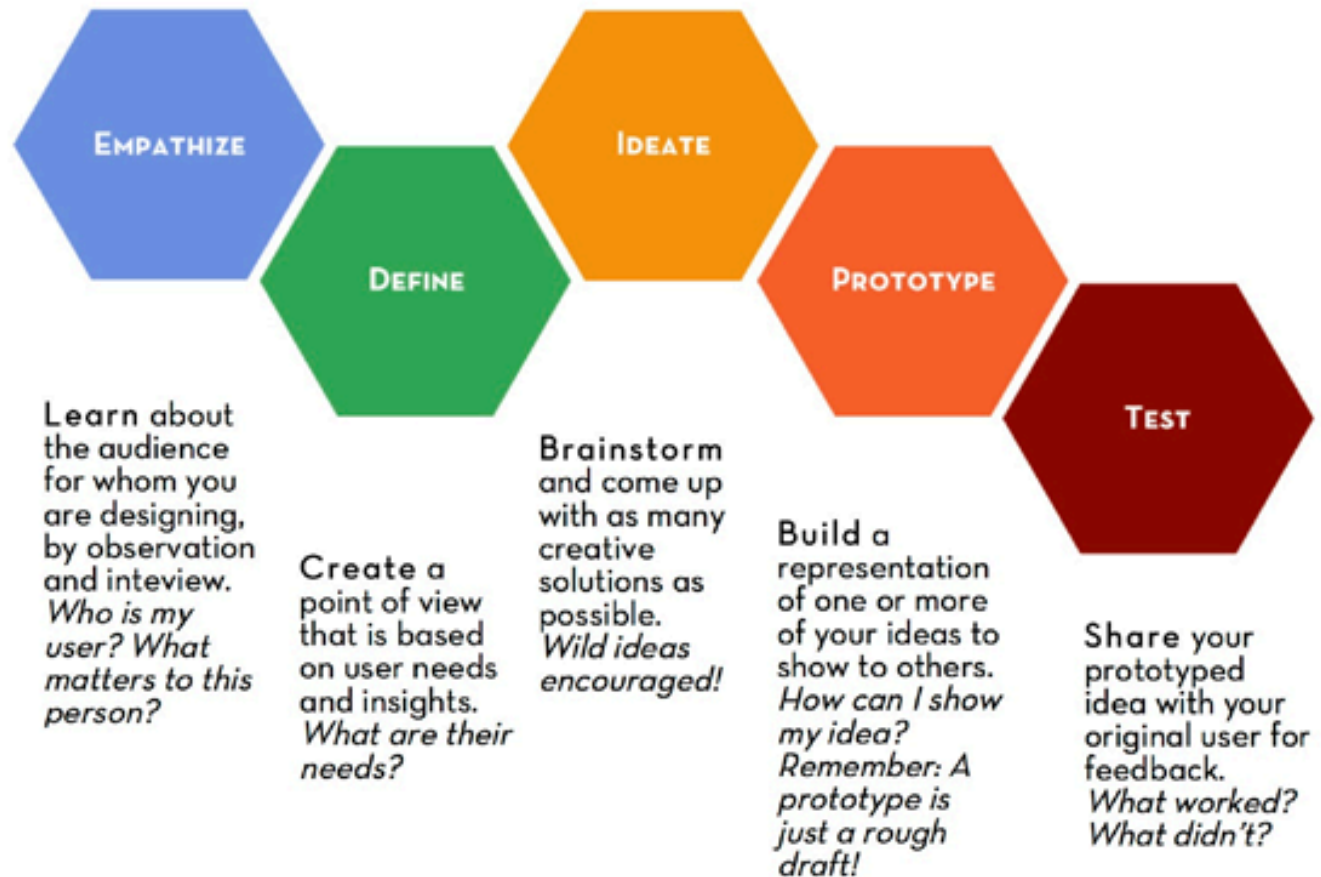 EMPATHIZE
Learn about
the audience
for whom you
are designing,
by observation
and inteview.
Who is my
user? What
matters to this
person?
DEFINE
Create a
point of view
that is based
on user needs
and insights.
What are their
needs?
IDEATE
Brainstorm
and come up
with as many
creative
solutions as
possible.
Wild ideas
encouraged!
PROTOTYPE
Build a
representation
of one or more
of your ideas to
show to others.
How can I show
my idea?
Remember: A
prototype is
just a rough
draft!
TEST
Share your
prototyped
idea with your
original user for
feedback.
What worked?
What didn't?